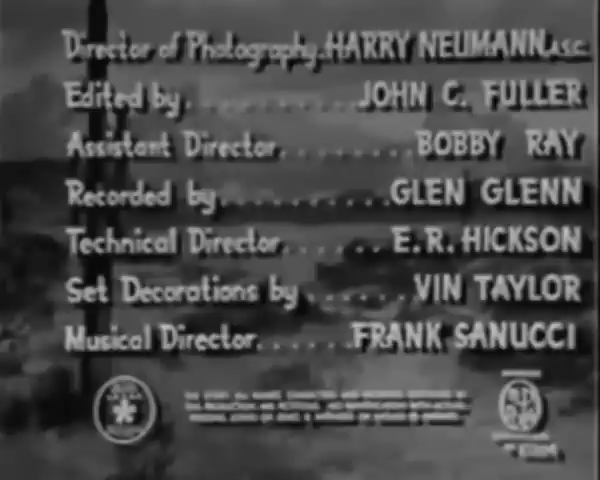 Director of Photography..HARRY NEUMANN A.S.C.
Edited by...........JOHN C. FULLER
Assistant Director........BOBBY RAY
Recorded by..........GLEN GLENN
Technical Director......E.R. HICKSON
Set Decorations by.......VIN TAYLOR
Musical Director......FRANK SANUCCI